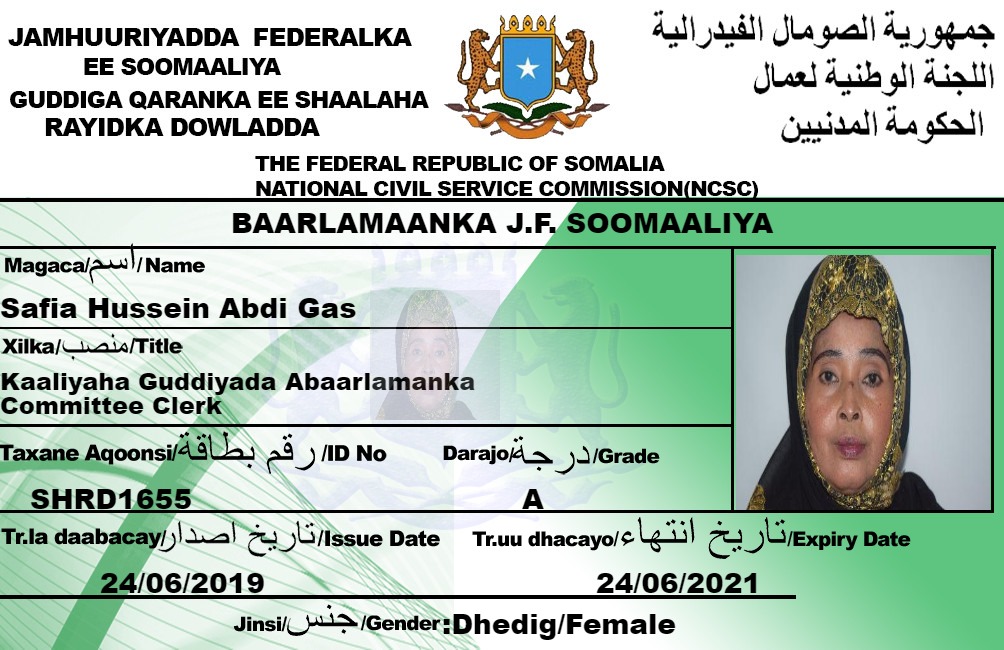 JAMHUURIYADDA FEDERALKA
EE SOOMAALIYA
GUDDIGA QARANKA EE SHAALAHA
RAYIDKA DOWLADDA
جمهورية الصومال الفيدرالية
اللجنة الوطنية لعمال
الحكومة المدنيين
THE FEDERAL REPUBLIC OF SOMALIA
NATIONAL CIVIL SERVICE COMMISSION(NCSC)
BAARLAMAANKA J.F. SOOMAALIYA
Magaca/اسم/Name
Safia Hussein Abdi Gas
Xilka/منصب/Title
Kaaliyaha Guddiyada Abaarlamanka
Committee Clerk
Taxane Aqoonsi/رقم بطاقة/ID No Darajo/درجة/Grade
SHRD1655 A
Tr.la daabacay/تاريخ اصدار/Issue Date Tr.uu dhacayo/تاريخ انتهاء/Expiry Date
24/06/2019 24/06/2021
Jinsi/جنس/Gender:Dhedig/Female